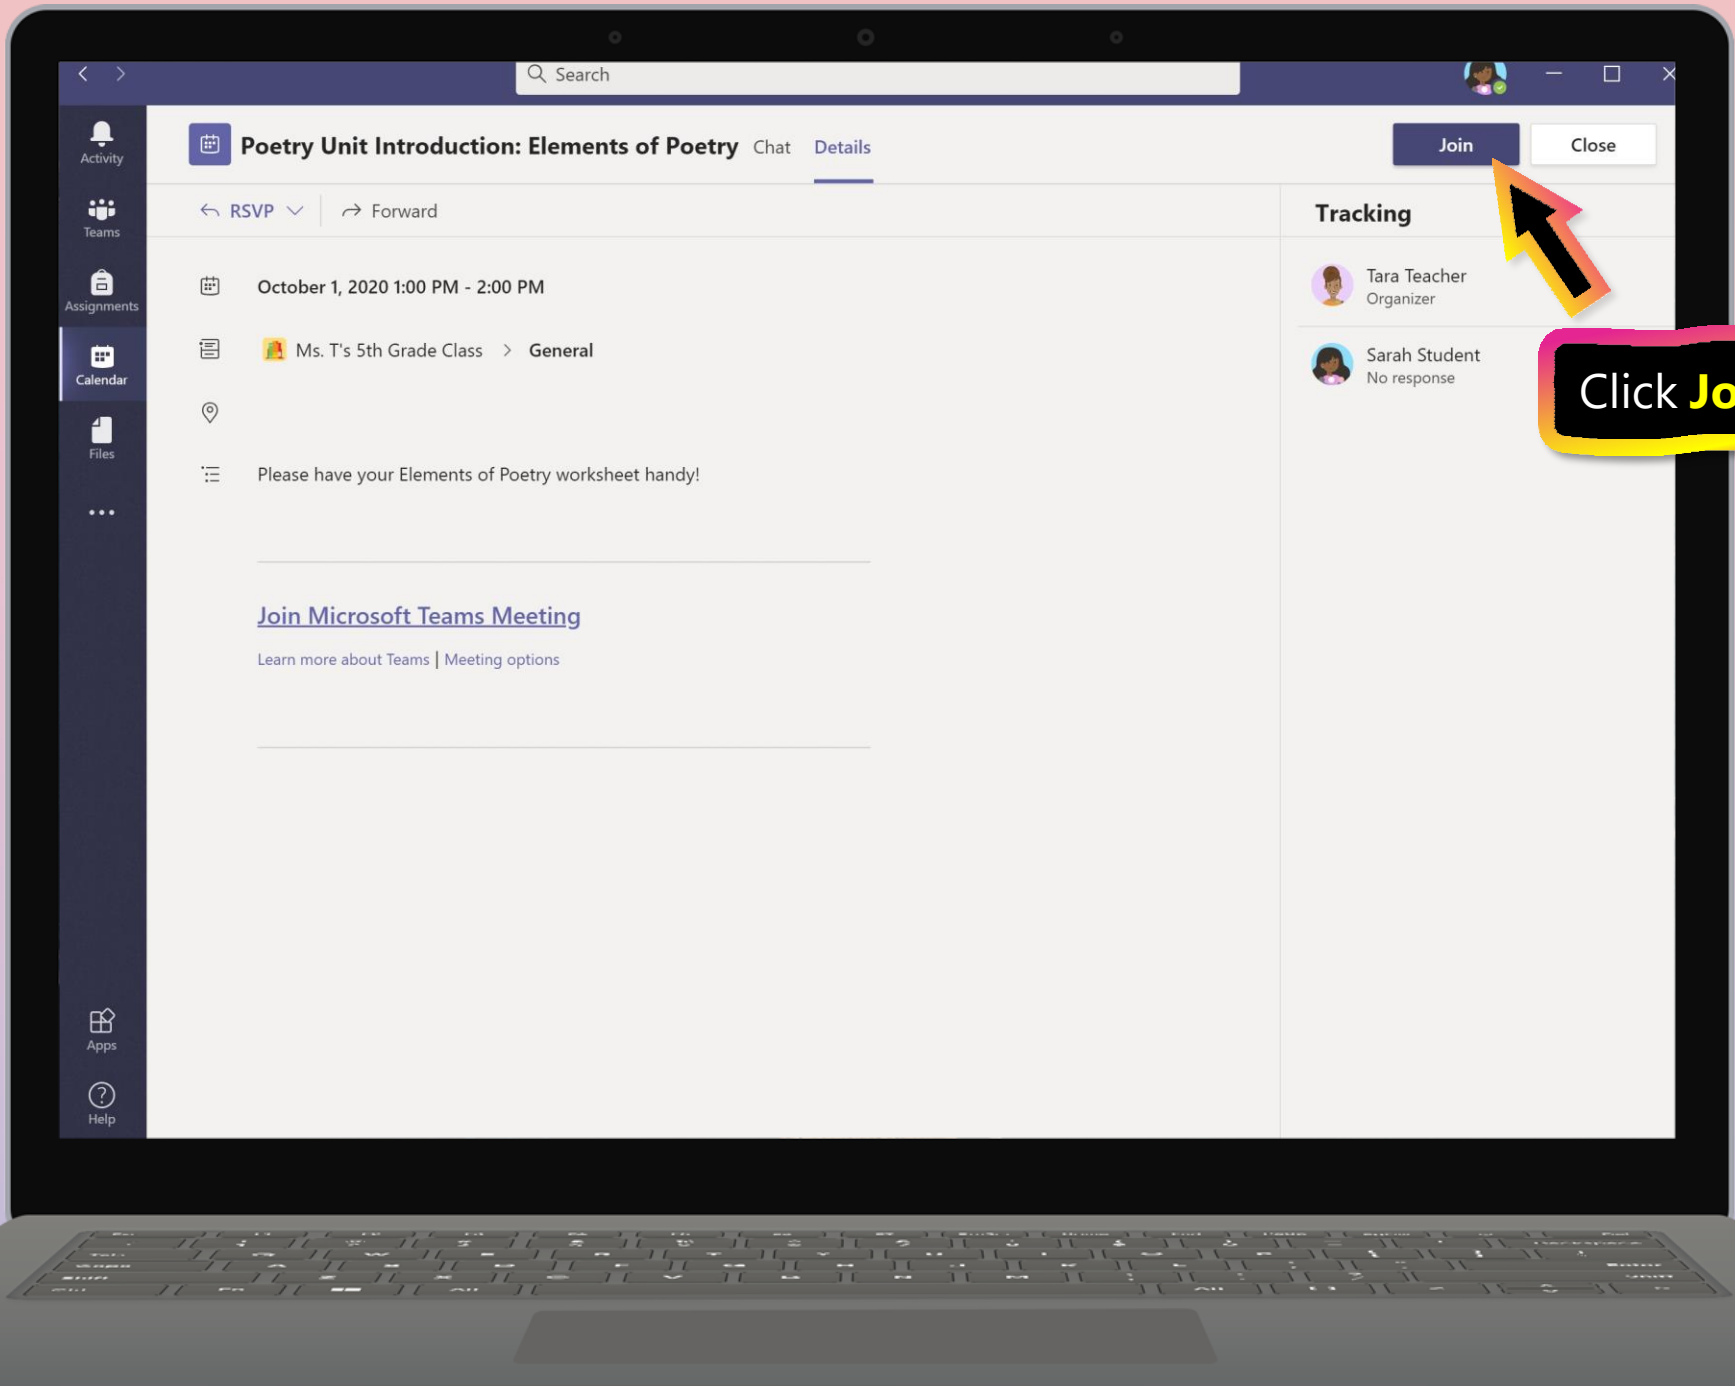 Search
Activity
Teams
Assignments
Calendar
Files
Apps
Help
Poetry Unit Introduction: Elements of Poetry Chat Details
Join Close
RSVP Forward
October 1, 2020 1:00 PM - 2:00 PM
Ms. T's 5th Grade Class > General
Please have your Elements of Poetry worksheet handy!
Join Microsoft Teams Meeting
Learn more about Teams | Meeting options
Tracking
Tara Teacher
Organizer
Sarah Student
No response
Click Jo